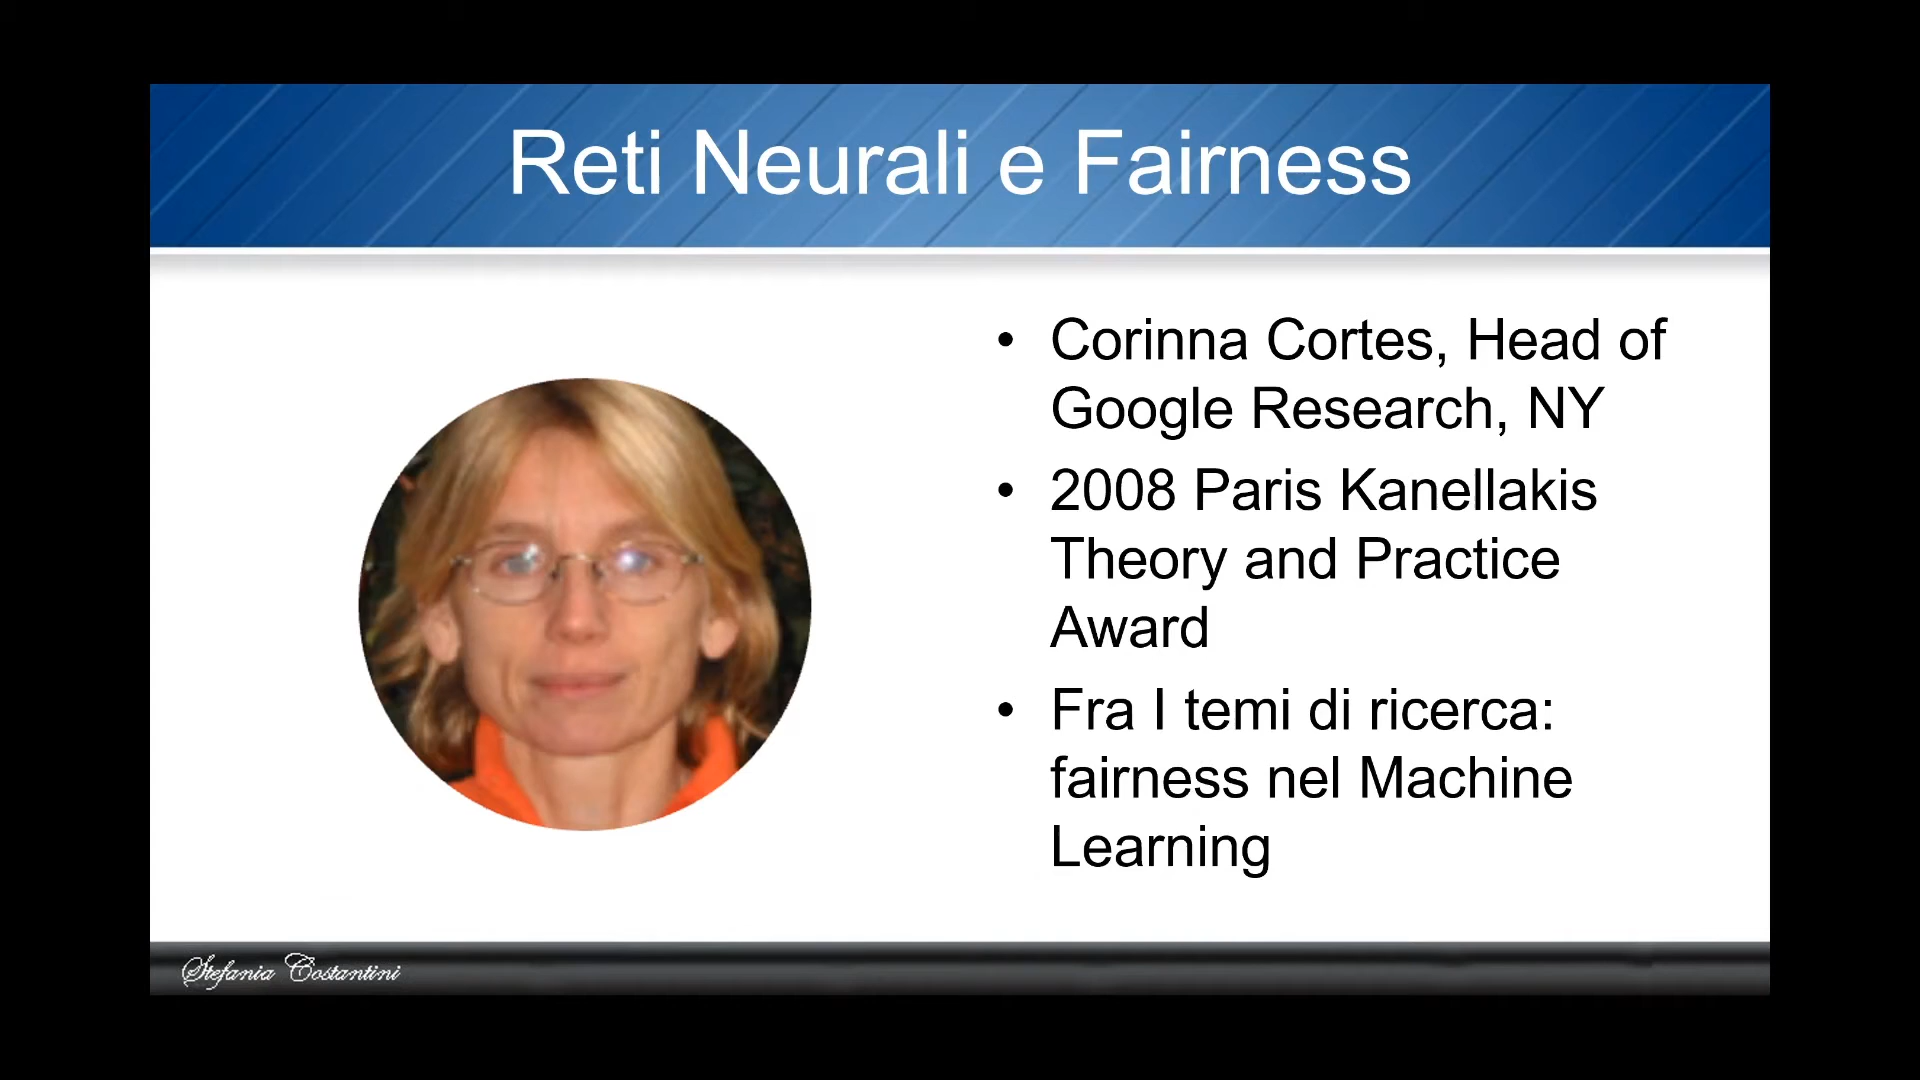 Reti Neurali e Fairness
• Corinna Cortes, Head of
Google Research, NY
• 2008 Paris Kanellakis
Theory and Practice
Award
• Fra I temi di ricerca:
fairness nel Machine
Learning
Stefania Costantini